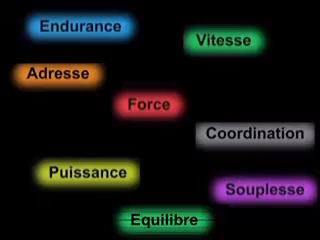 Endurance
Vitesse
Adresse
Force
Coordination
Puissance
Souplesse
Equilibre